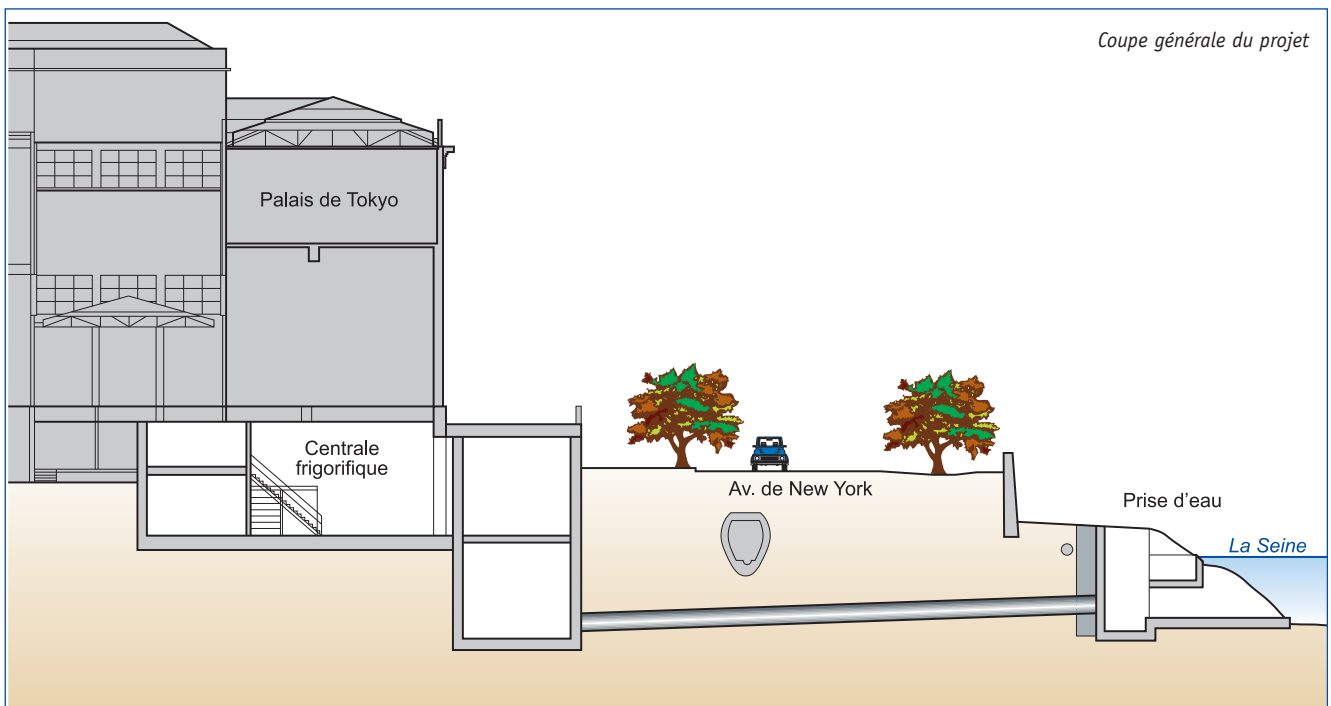 Coupe générale du projet
Palais de Tokyo
Centrale
frigorifique
Av. de New York
Prise d'eau
La Seine